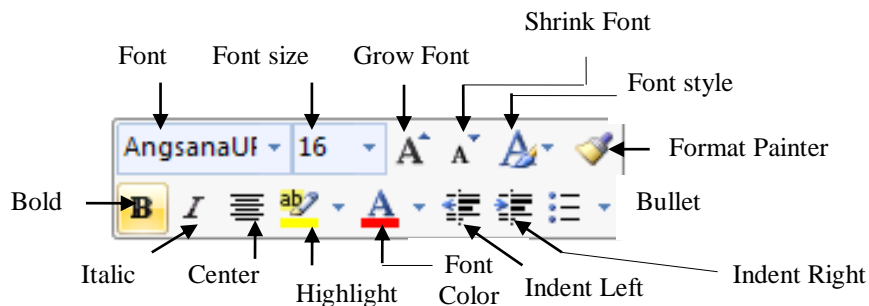 Shrink Font
Font Font size Grow Font
Font style
AngsanaUF 16 A A A
Format Painter
Bold B I ab A Bullet
Italic Center Font Indent Left Indent Right
Highlight Color